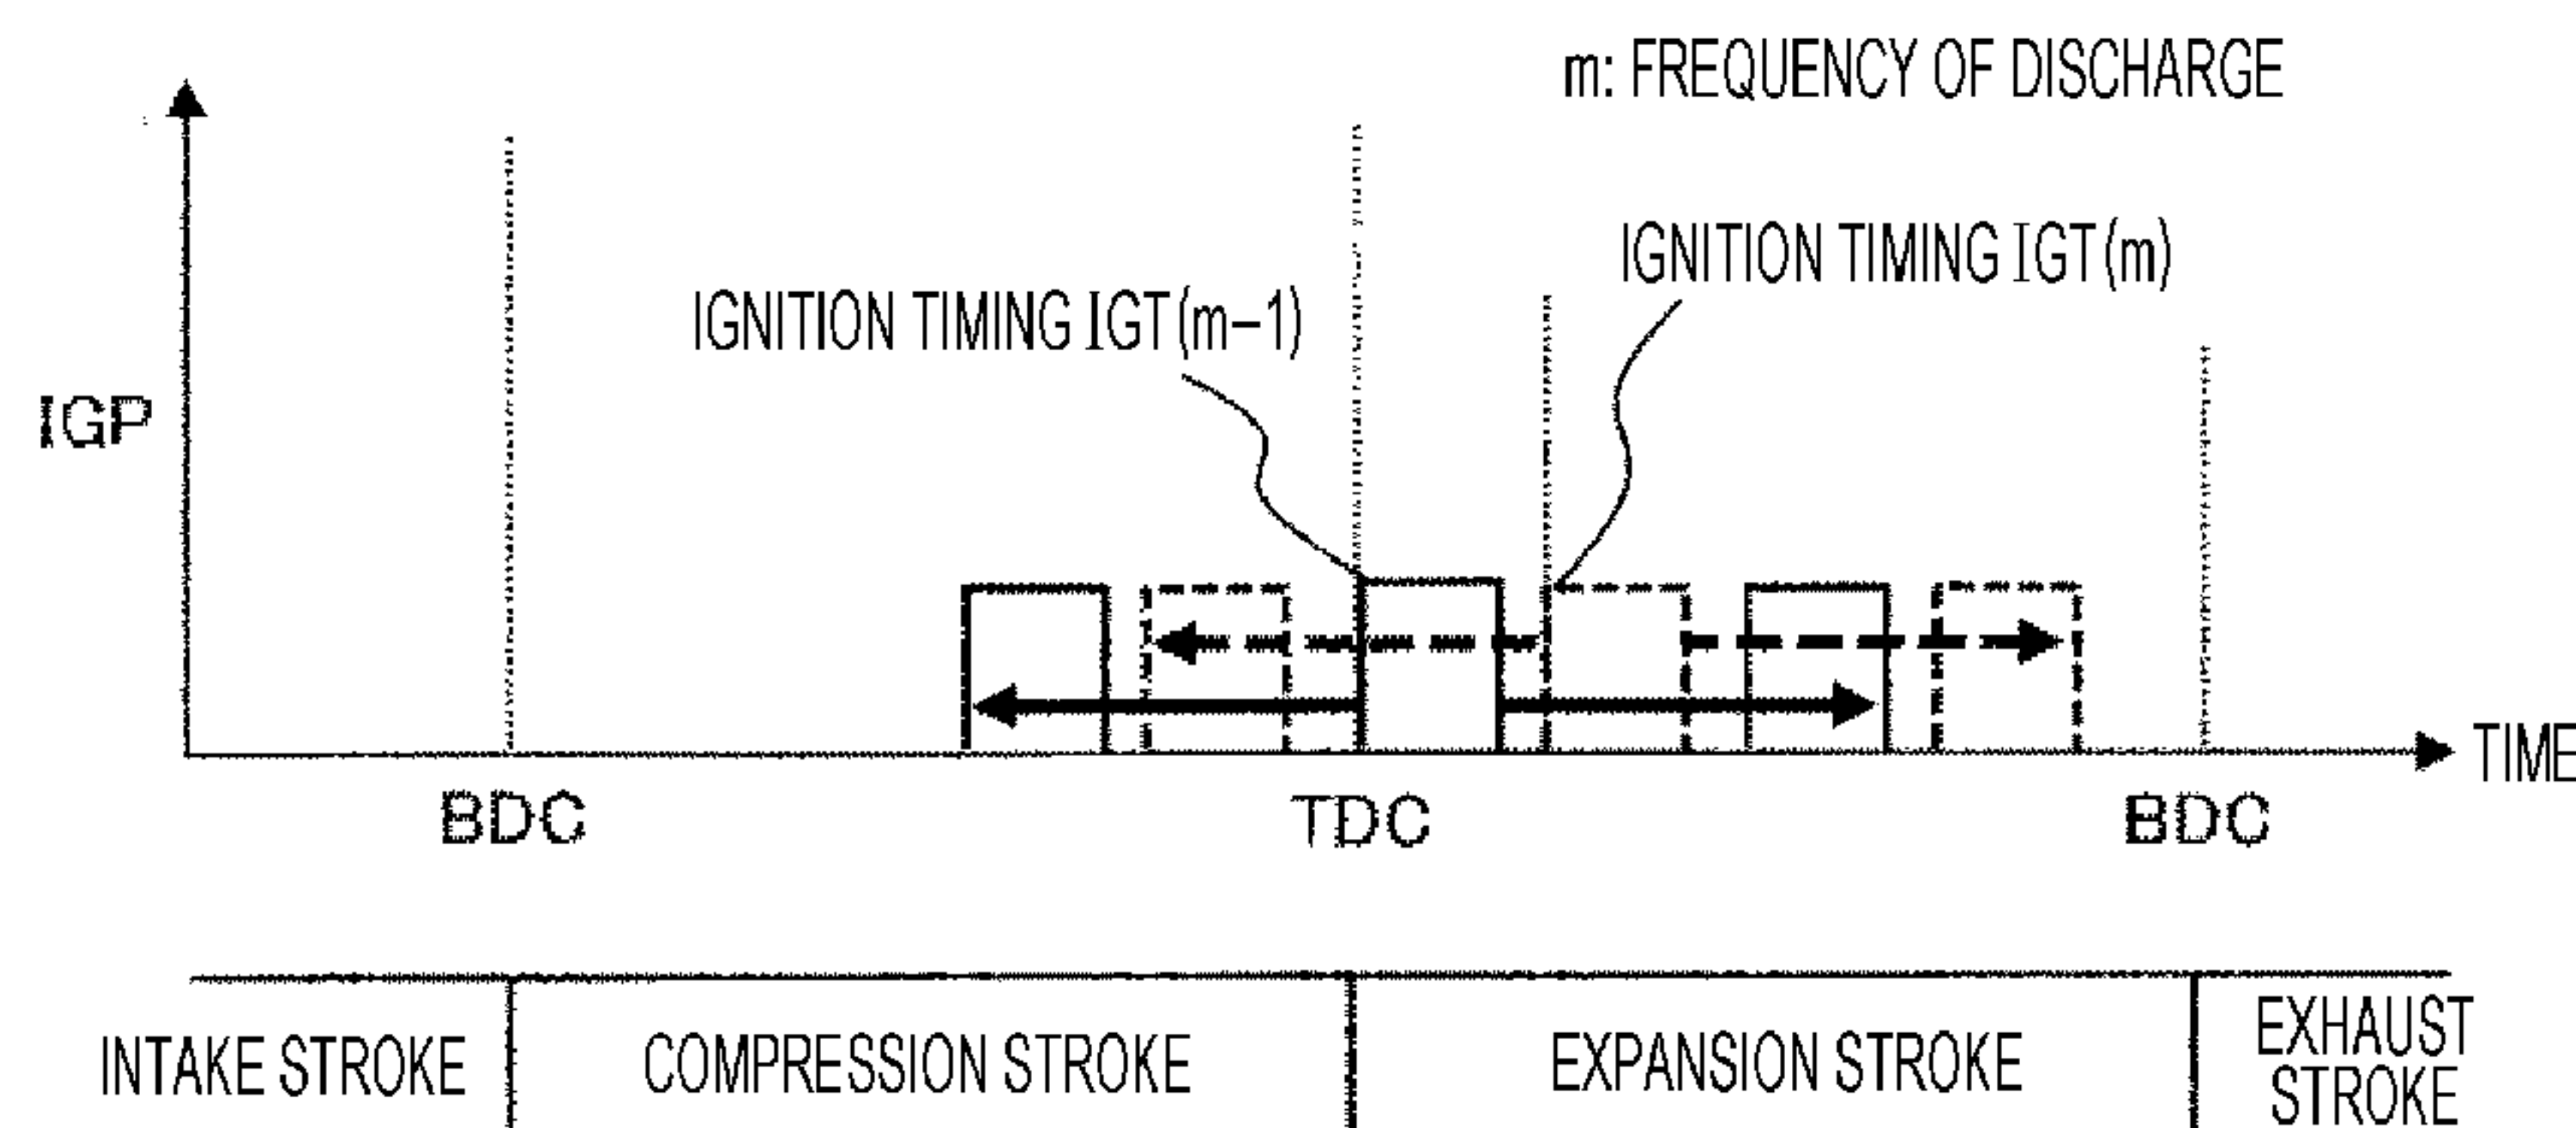 m: FREQUENCY OF DISCHARGE
IGNITION TIMING IGT(m)
IGNITION TIMING IGT(m-1)
IGP
TIME
BDC
TDC
BDC
INTAKE STROKE
COMPRESSION STROKE
EXPANSION STROKE
EXHAUST
STROKE